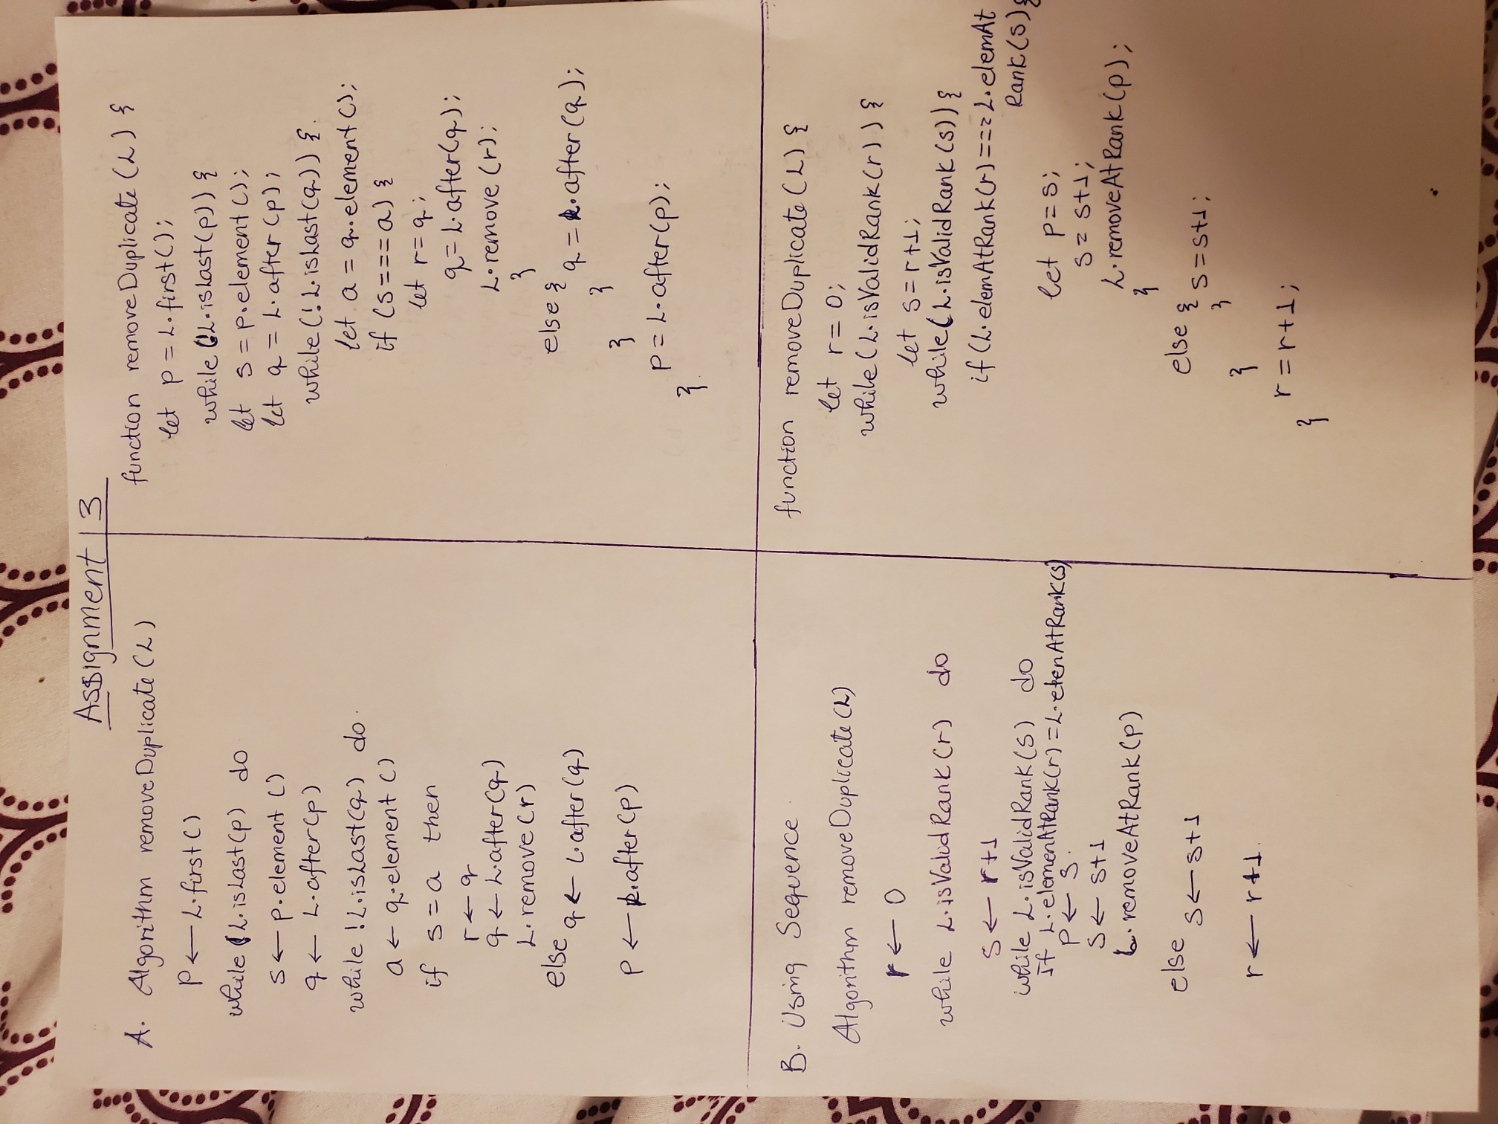 Assignment 3
A. Algorithm removeDuplicate(L)
p ← L.first()
while (L.isLast(p) do
s ← p.element()
q ← L.after(p)
while !L.isLast(q) do
a ← q.element()
if s = a then
r ← q
q ← L.after(q)
L.remove(r)
else
q ← L.after(q)
p ← L.after(p)
function removeDuplicate(L) {
let p = L.first();
while (!L.isLast(p)) {
let s = p.element();
let q = L.after(p);
while(!L.isLast(q)) {
let a = q.element();
if (s===a) {
let r = q;
q = L.after(q);
L.remove(r);
}
else {
q = L.after(q);
}
}
p = L.after(p);
}
B. Using Sequence
Algorithm removeDuplicate(L)
r ← 0
while L.isValidRank(r) do
s ← r+1
while L.isValidRank(s) do
If L.elemenAtRank(r) = L.elenAtRank(s)
p ← s
s ← s+1
L.removeAtRank(p)
else
s ← s+1
r ← r+1
function removeDuplicate(L) {
let r = 0;
while(L.isValidRank(r)) {
let s = r+1;
while(L.isValidRank(s)) {
if (L.elemAtRank(r) === L.elemAt
Rank(s) {
let p = s;
s = s+1;
L.removeAtRank(p);
}
else {
s = s+1;
}
}
r = r+1;
}